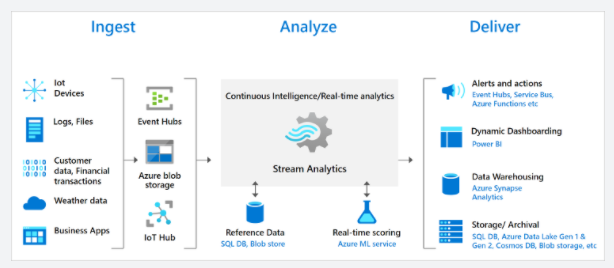 Ingest
Analyze
Deliver
Iot
Devices
Logs, Files
Customer
data, Financial
transactions
Weather data
Business Apps
Event Hubs
Azure blob
storage
IoT Hub
Continuous Intelligence/Real-time analytics
Stream Analytics
Reference Data
SQL DB, Blob store
Real-time scoring
Azure ML service
Alerts and actions
Event Hubs, Service Bus,
Azure Functions etc
Dynamic Dashboarding
Power BI
Data Warehousing
Azure Synapse
Analytics
Storage/ Archival
SQL DB, Azure Data Lake Gen 1 &
Gen 2, Cosmos DB, Blob storage, etc